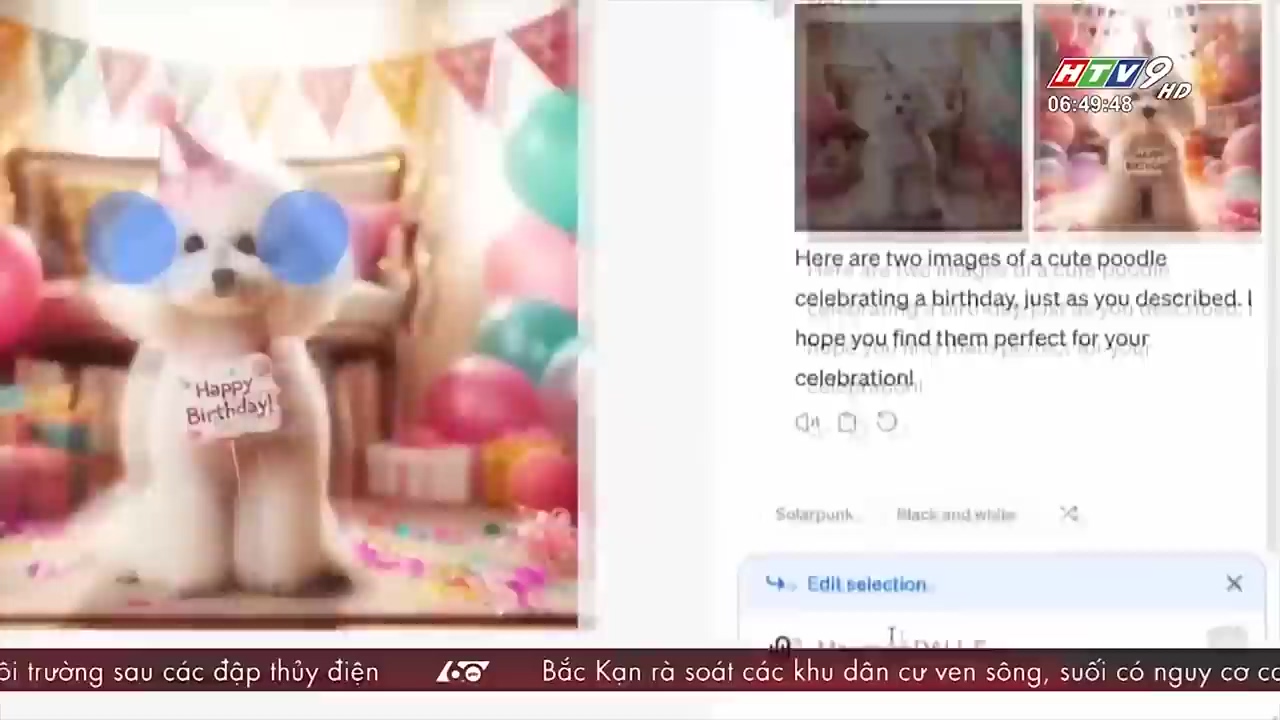 HTV9
HD
06:49:48
Happy
Birthday!
Here are two images of a cute poodle
celebrating a birthday, just as you described. I
hope you find them perfect for your
celebration!
Solarpunk
Black and white
Edit selection
trường sau các đập thủy điện
60
Bắc Kạn rà soát các khu dân cư ven sông, suối có nguy cơ